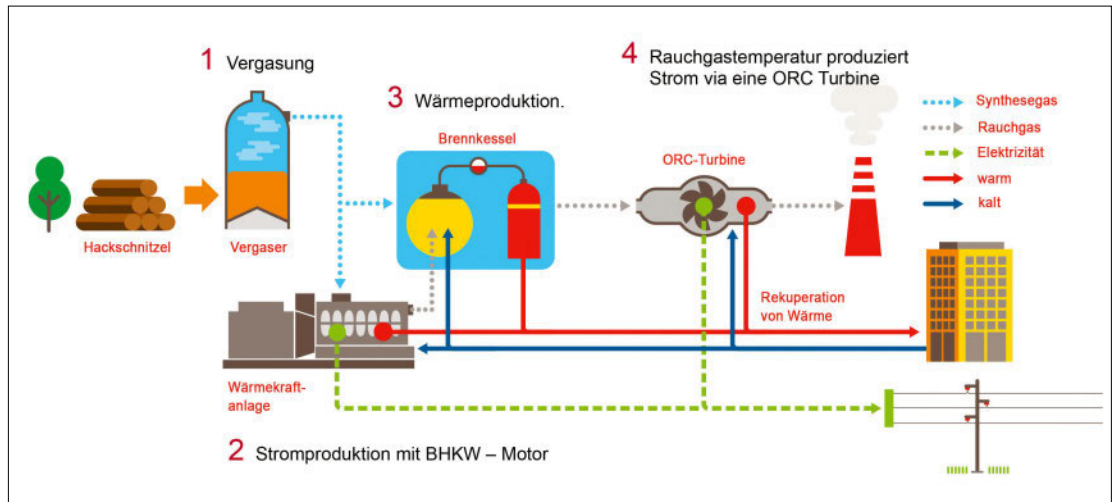 1 Vergasung
4 Rauchgastemperatur produziert
Strom via eine ORC Turbine
3 Wärmeproduktion.
Synthesegas
Rauchgas
Elektrizität
warm
kalt
Brennkessel
ORC-Turbine
Hackschnitzel
Vergaser
Rekuperation
von Wärme
Wärmekraft-
anlage
2 Stromproduktion mit BHKW – Motor